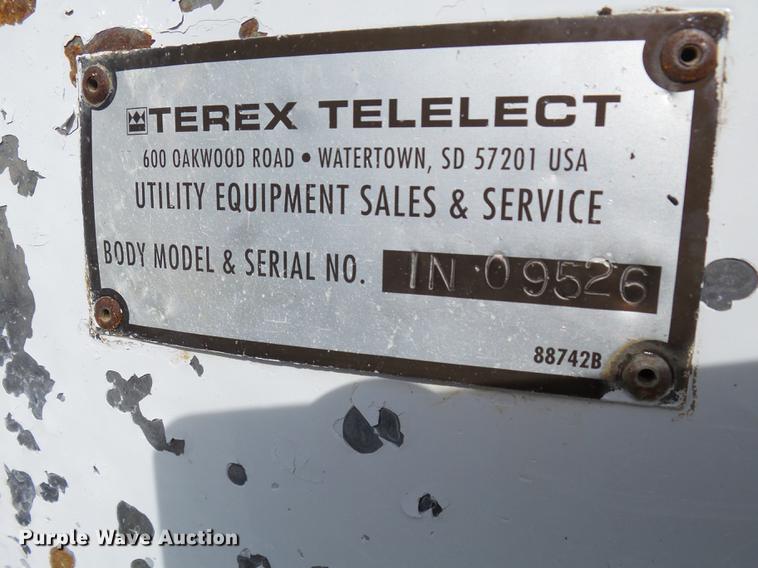 TEREX TELELECT
600 OAKWOOD ROAD • WATERTOWN, SD 57201 USA
UTILITY EQUIPMENT SALES & SERVICE
BODY MODEL & SERIAL NO. IN 09526
88742B
Purple Wave Auction